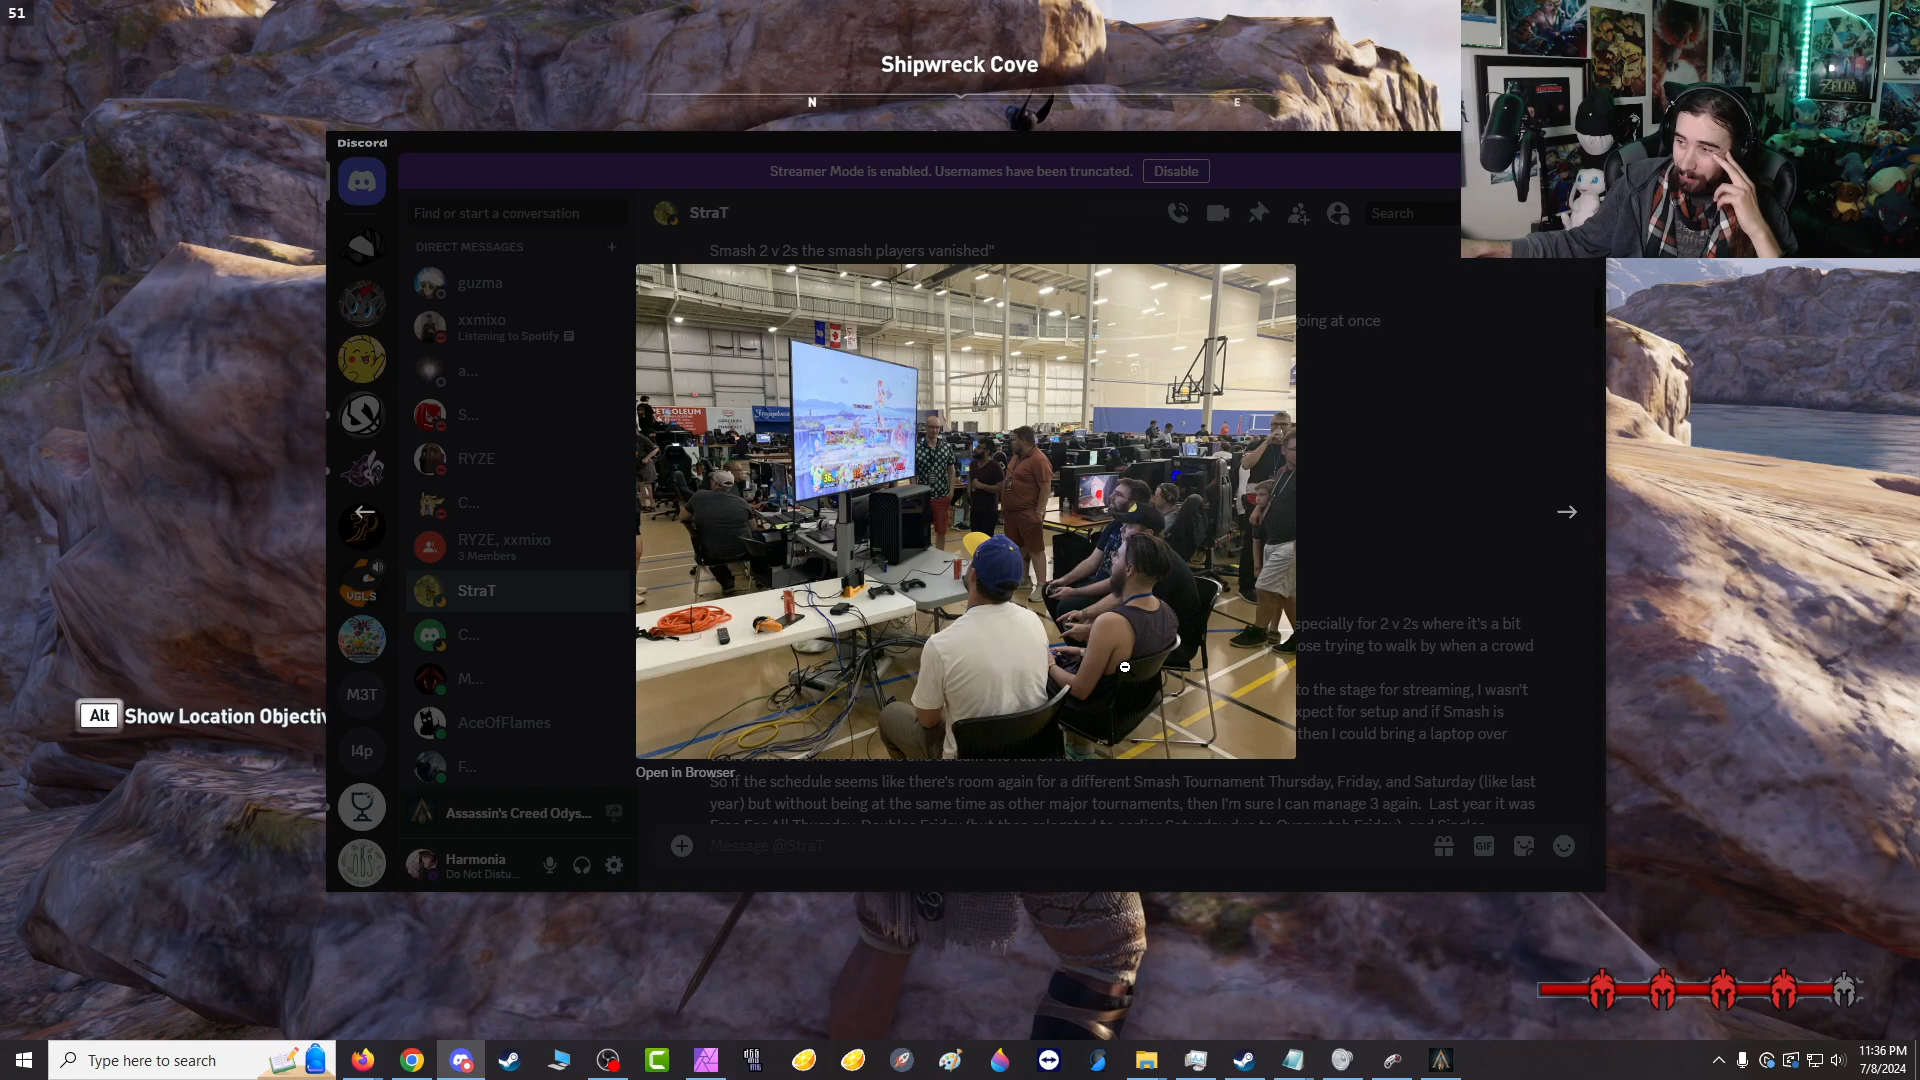 51
Shipwreck Cove
N
E
ZELDA
Discord
Streamer Mode is enabled. Usernames have been truncated.
Disable
Find or start a conversation
StraT
Search
DIRECT MESSAGES
+
Smash 2 v 2s the smash players vanished"
guzma
xxmixo
Listening to Spotify
going at once
a...
S...
RYZE
C...
RYZE, xxmixo
3 Members
StraT
VGLS
specially for 2 v 2s where it's a bit
C...
ose trying to walk by when a crowd
M...
M3T
to the stage for streaming, I wasn't
xpect for setup and if Smash is
Alt
Show Location Objectiv
AceOfFlames
then I could bring a laptop over
I4p
F...
Open in Browser
So if the schedule seems like there's room again for a different Smash Tournament Thursday, Friday, and Saturday (like last
year) but without being at the same time as other major tournaments, then I'm sure I can manage 3 again. Last year it was
Assassin's Creed Odys...
Message @StraT
GIF
Harmonia
Do Not Distu...
Type here to search
11:36 PM
7/8/2024